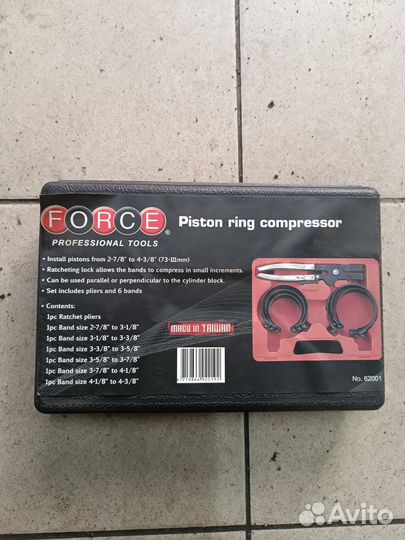 FORCE®
PROFESSIONAL TOOLS
Piston ring compressor
• Install pistons from 2-7/8" to 4-3/8" (73-111mm)
• Ratcheting lock allows the bands to compress in small increments.
• Can be used parallel or perpendicular to the cylinder block.
• Set includes pliers and 6 bands
• Contents:
1pc Ratchet pliers
1pc Band size 2-7/8" to 3-1/8"
1pc Band size 3-1/8" to 3-3/8"
1pc Band size 3-3/8" to 3-5/8"
1pc Band size 3-5/8" to 3-7/8"
1pc Band size 3-7/8" to 4-1/8"
1pc Band size 4-1/8" to 4-3/8"
MADE IN TAIWAN
No. 62001
Avito